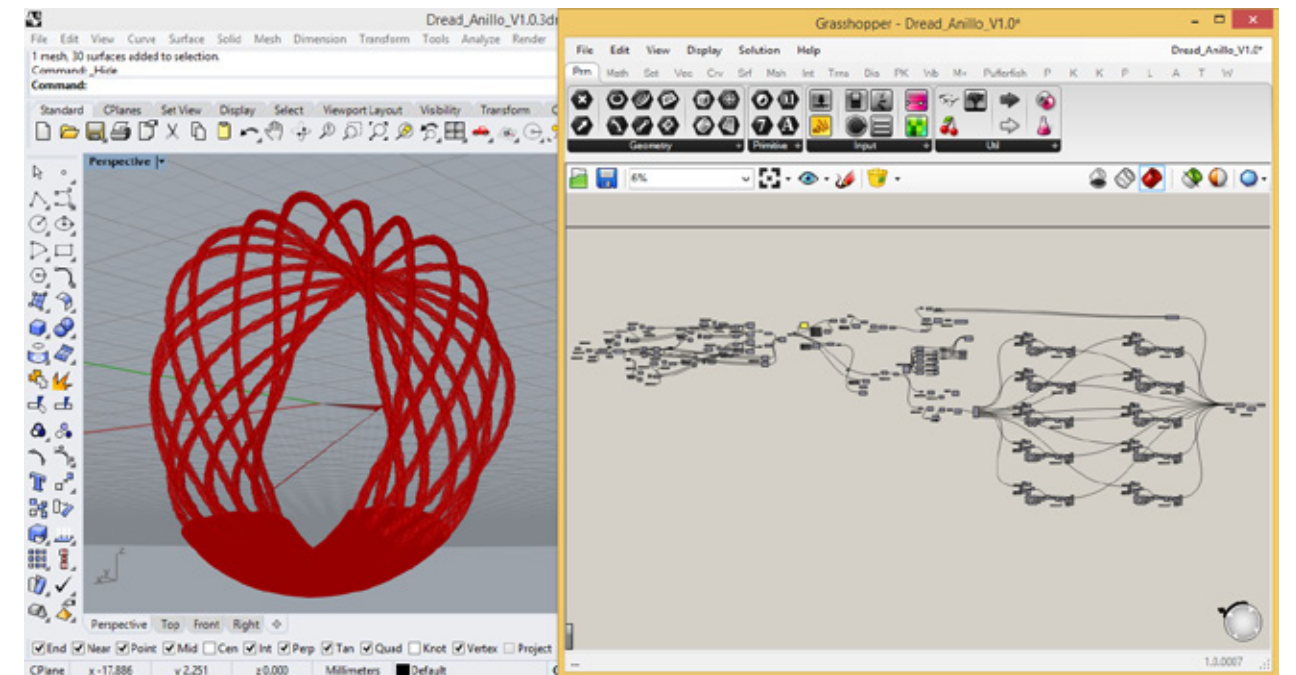 Dread_Anillo_V1.0.3d
File Edit View Curve Surface Solid Mesh Dimension Transform Tools Analyze Render
1 mesh, 30 surfaces added to selection.
Command: _Hide
Command:
Standard CPlanes Set View Display Select Viewport Layout Visibility Transform
Perspective
Perspective Top Front Right
End Near Point Mid Cen Int Perp Tan Quad Knot Vertex Project
CPlane x -17.886 y 2.251 z 0.000 Millimeters Default
Grasshopper - Dread_Anillo_V1.0*
File Edit View Display Solution Help Dread_Anillo_V1.0*
Prm Math Set Vec Crv Srf Msh Int Trns Dis PK Wb M+ Pufferfish P K K P L A T W
Geometry Primitive Input Util
6%
1.0.0007